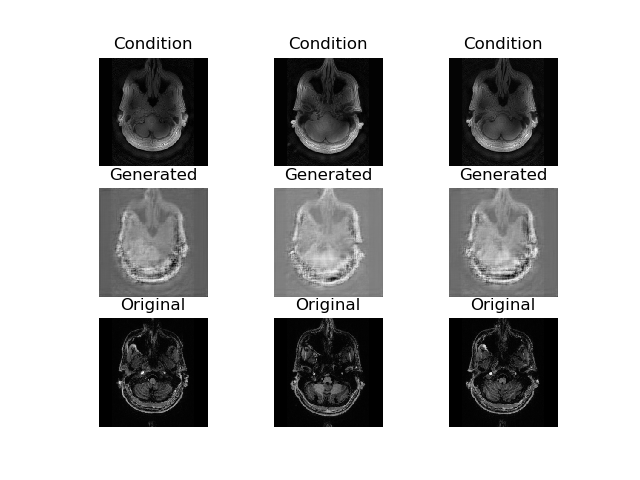 Condition Condition Condition
Generated Generated Generated
Original Original Original